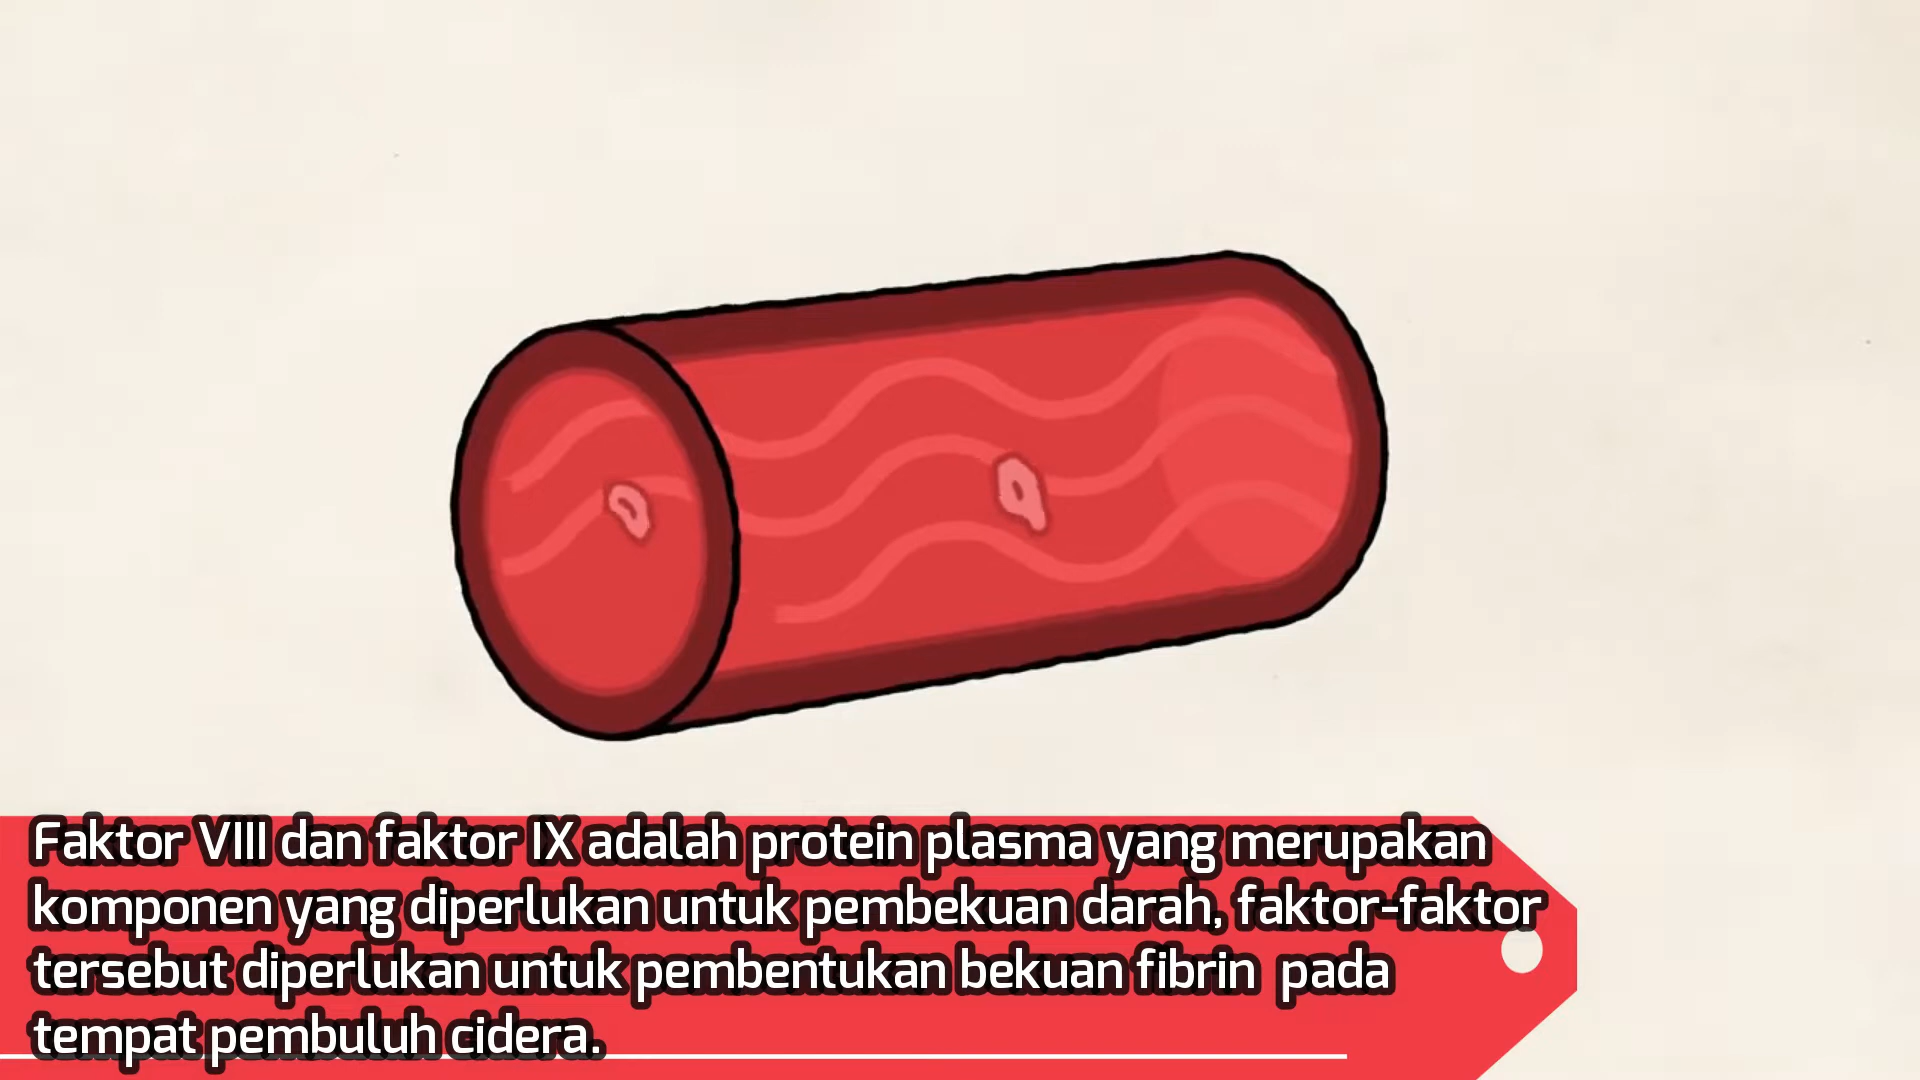 Faktor VIII dan faktor IX adalah protein plasma yang merupakan
komponen yang diperlukan untuk pembekuan darah, faktor-faktor
tersebut diperlukan untuk pembentukan bekuan fibrin  pada
tempat pembuluh cidera.